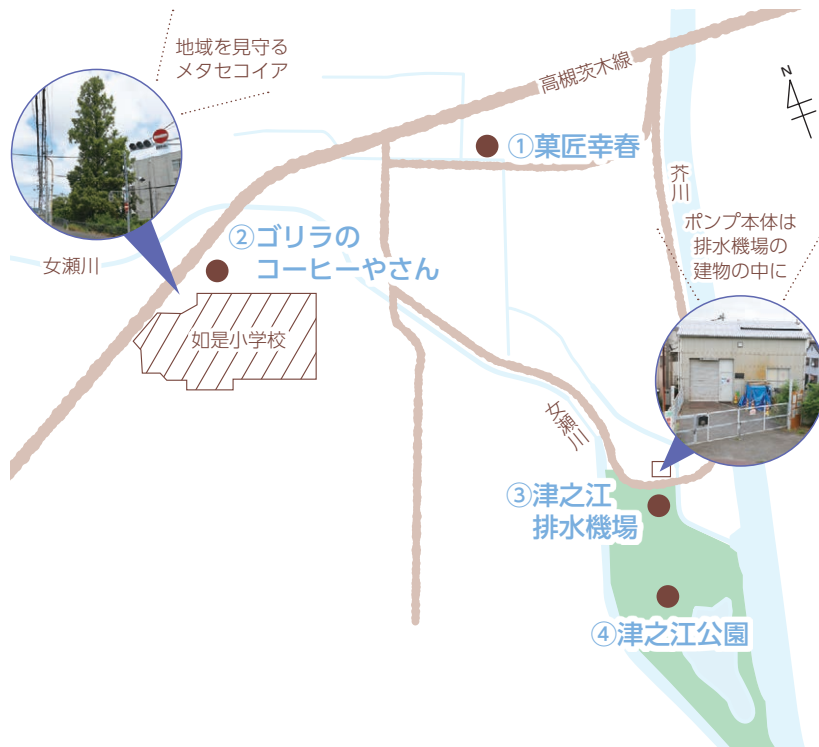 地域を見守る
メタセコイア
高槻茨木線
N
①菓匠幸春
芥川
ポンプ本体は
排水機場の
建物の中に
女瀬川
②ゴリラの
コーヒーやさん
如是小学校
女瀬川
③津之江
排水機場
④津之江公園